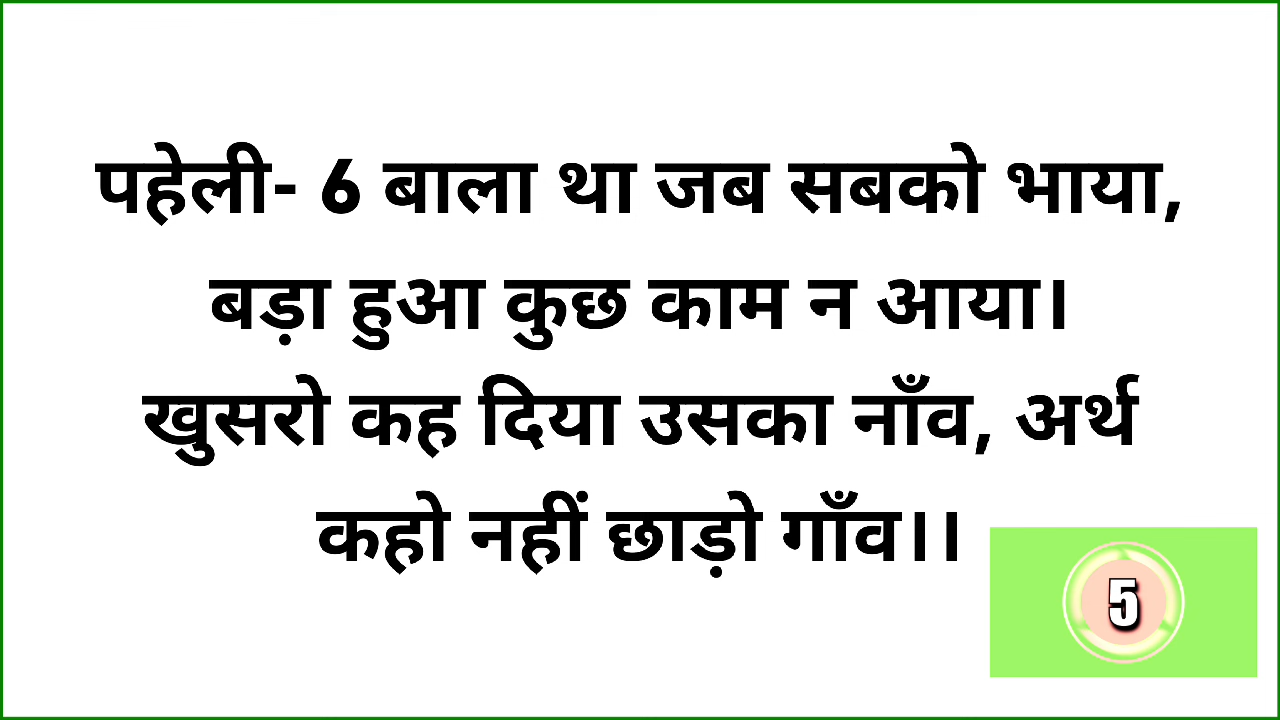 पहेली- 6 बाला था जब सबको भाया,
बड़ा हुआ कुछ काम न आया।
खुसरो कह दिया उसका नाँव, अर्थ
कहो नहीं छाड़ो गाँव।।
5